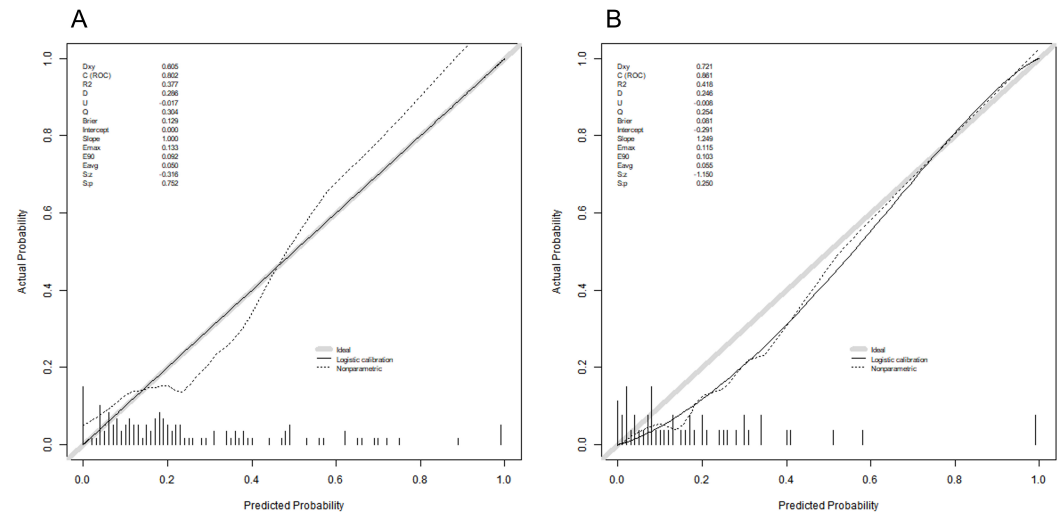 A
Dxy 0.605
C (ROC) 0.802
R2 0.377
D 0.286
U -0.017
Q 0.304
Brier 0.129
Intercept 0.000
Slope 1.000
Emax 0.133
E90 0.092
Eavg 0.050
S:z -0.316
S:p 0.752
Ideal
Logistic calibration
Nonparametric
Actual Probability
0.0 0.2 0.4 0.6 0.8 1.0
0.0 0.2 0.4 0.6 0.8 1.0
Predicted Probability
B
Dxy 0.721
C (ROC) 0.861
R2 0.418
D 0.246
U -0.008
Q 0.254
Brier 0.081
Intercept -0.291
Slope 1.249
Emax 0.115
E90 0.103
Eavg 0.055
S:z -1.150
S:p 0.250
Ideal
Logistic calibration
Nonparametric
Actual Probability
0.0 0.2 0.4 0.6 0.8 1.0
0.0 0.2 0.4 0.6 0.8 1.0
Predicted Probability